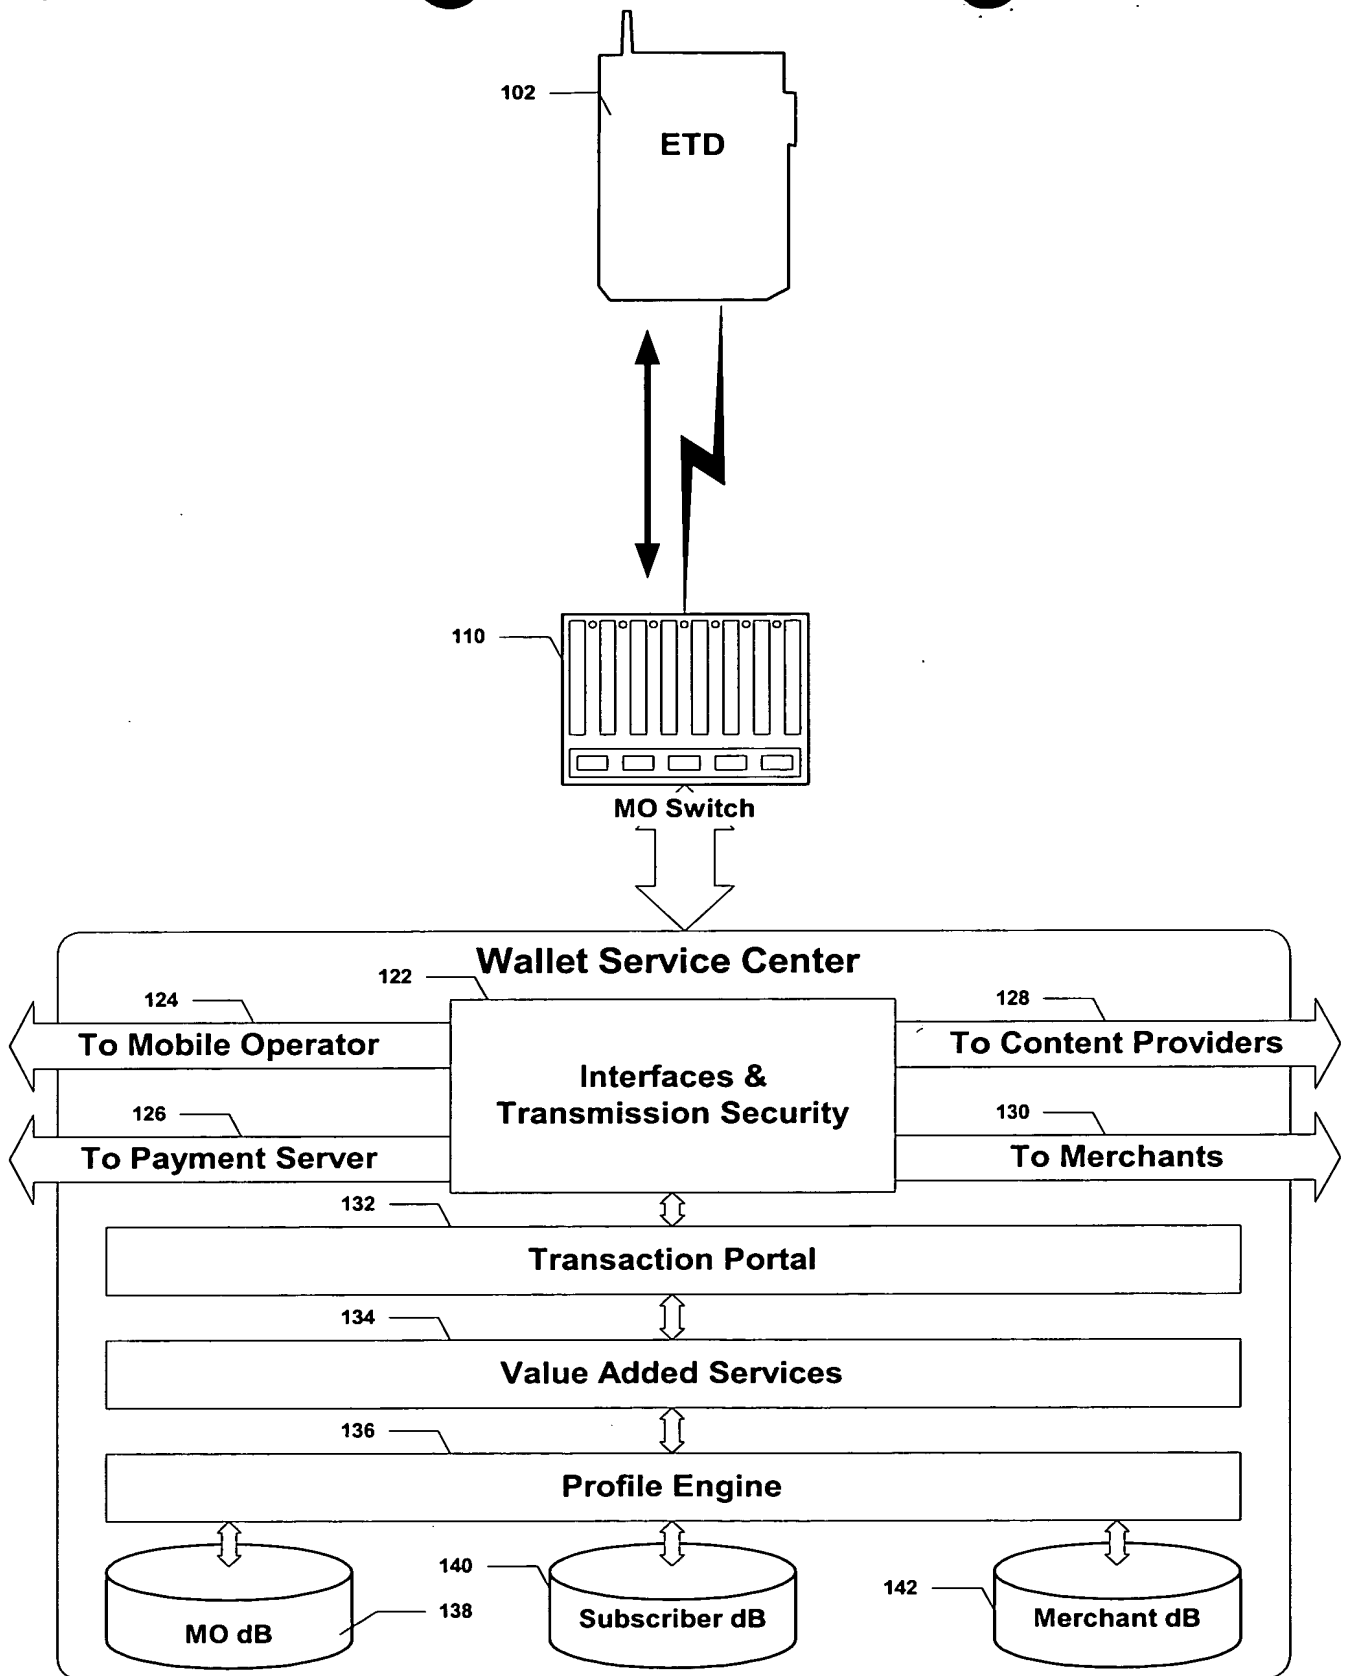 102
ETD
110
MO Switch
Wallet Service Center
122
124
128
To Mobile Operator
To Content Providers
Interfaces &
Transmission Security
126
130
To Payment Server
To Merchants
132
Transaction Portal
134
Value Added Services
136
Profile Engine
140
142
138
MO dB
Subscriber dB
Merchant dB